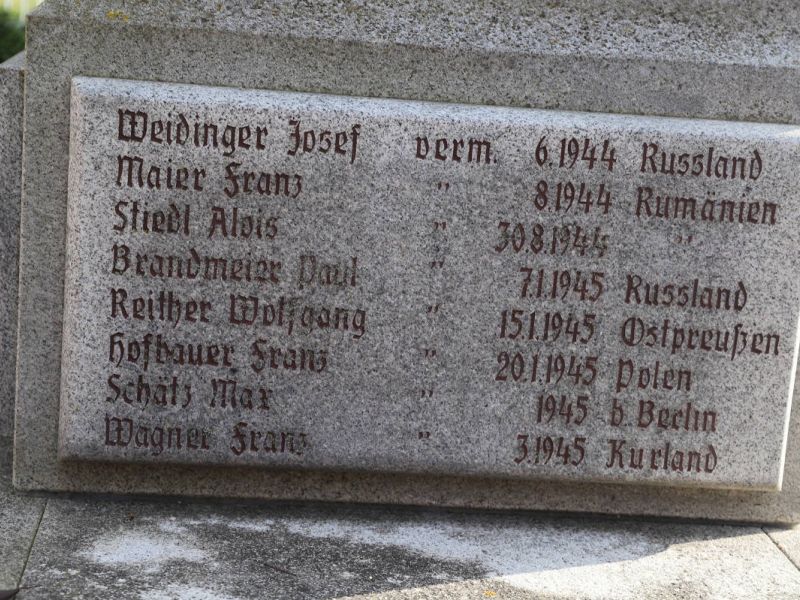 Weidinger Josef verm. 6.1944 Russland
Maier Franz " 8.1944 Rumänien
Stiedl Alois " 30.8.1944 "
Brandmeier Paul " 7.1.1945 Russland
Reither Wolfgang " 15.1.1945 Ostpreußen
Hofbauer Franz " 20.1.1945 Polen
Schätz Max " 1945 b. Berlin
Wagner Franz " 3.1945 Kurland